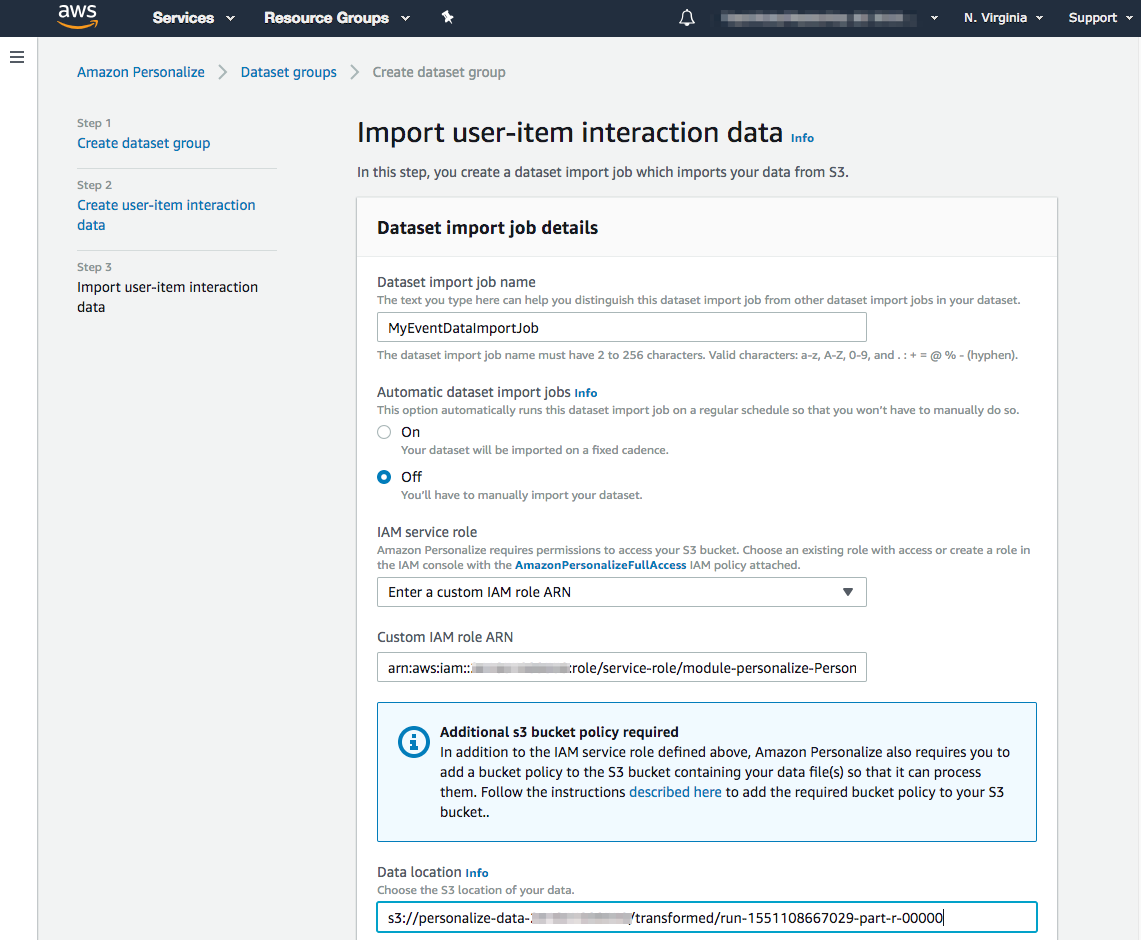 aws
Services
Resource Groups
N. Virginia
Support
Amazon Personalize
Dataset groups
Create dataset group
Step 1
Create dataset group
Step 2
Create user-item interaction
data
Step 3
Import user-item interaction
data
Import user-item interaction data Info
In this step, you create a dataset import job which imports your data from S3.
Dataset import job details
Dataset import job name
The text you type here can help you distinguish this dataset import job from other dataset import jobs in your dataset.
MyEventDataImportJob
The dataset import job name must have 2 to 256 characters. Valid characters: a-z, A-Z, 0-9, and . : + = @ % - (hyphen).
Automatic dataset import jobs Info
This option automatically runs this dataset import job on a regular schedule so that you won't have to manually do so.
On
Your dataset will be imported on a fixed cadence.
Off
You'll have to manually import your dataset.
IAM service role
Amazon Personalize requires permissions to access your S3 bucket. Choose an existing role with access or create a role in
the IAM console with the AmazonPersonalizeFullAccess IAM policy attached.
Enter a custom IAM role ARN
Custom IAM role ARN
arn:aws:iam:: :role/service-role/module-personalize-Person
Additional s3 bucket policy required
In addition to the IAM service role defined above, Amazon Personalize also requires you to
add a bucket policy to the S3 bucket containing your data file(s) so that it can process
them. Follow the instructions described here to add the required bucket policy to your S3
bucket..
Data location Info
Choose the S3 location of your data.
s3://personalize-data- /transformed/run-1551108667029-part-r-00000